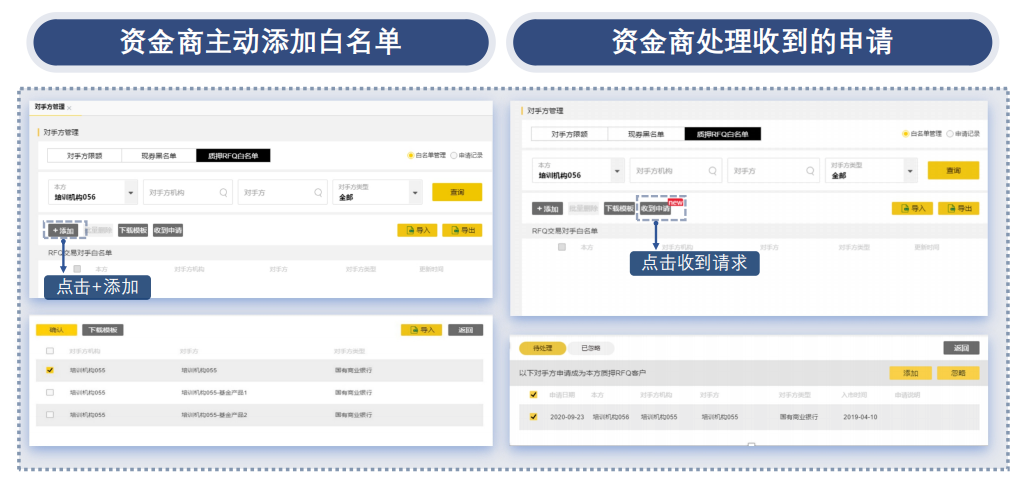 资金商主动添加白名单
对手方管理 ×
对手方管理
对手方限额 现券黑名单 质押RFQ白名单 白名单管理 申请记录
本方 培训机构056 对手方机构 对手方 对手方类型 全部 查询
+添加 批量删除 下载模板 收到申请 导入 导出
RFQ交易对手白名单
本方 对手方机构 对手方 对手方类型 更新时间
点击+添加
确认 下载模板 导入 返回
对手方机构 对手方 对手方类型
培训机构055 培训机构055 国有商业银行
培训机构055 培训机构055-基金产品1 国有商业银行
培训机构055 培训机构055-基金产品2 国有商业银行
资金商处理收到的申请
对手方管理
对手方限额 现券黑名单 质押RFQ白名单 白名单管理 申请记录
本方 培训机构056 对手方机构 对手方 对手方类型 全部 查询
+添加 批量删除 下载模板 收到申请 new 导入 导出
RFQ交易对手白名单
本方 对手方机构 对手方 对手方类型 更新时间
点击收到请求
待处理 已忽略 返回
以下对手方申请成为本方质押RFQ客户 添加 忽略
申请日期 本方 对手方机构 对手方 对手方类型 入市时间 申请说明
2020-09-23 培训机构056 培训机构055 培训机构055 国有商业银行 2019-04-10